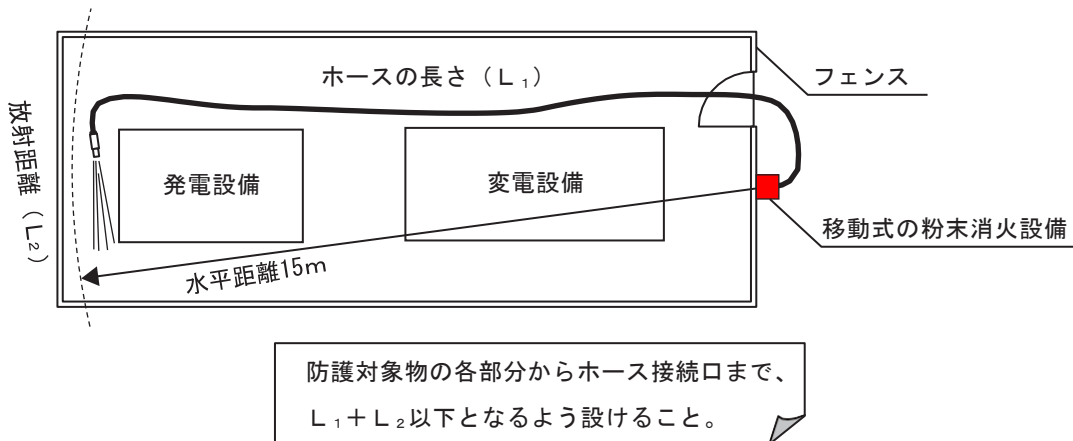 ホースの長さ（Ｌ₁）
フェンス
放射距離（Ｌ₂）
発電設備
変電設備
移動式の粉末消火設備
水平距離15ｍ
防護対象物の各部分からホース接続口まで、
Ｌ₁＋Ｌ₂以下となるよう設けること。